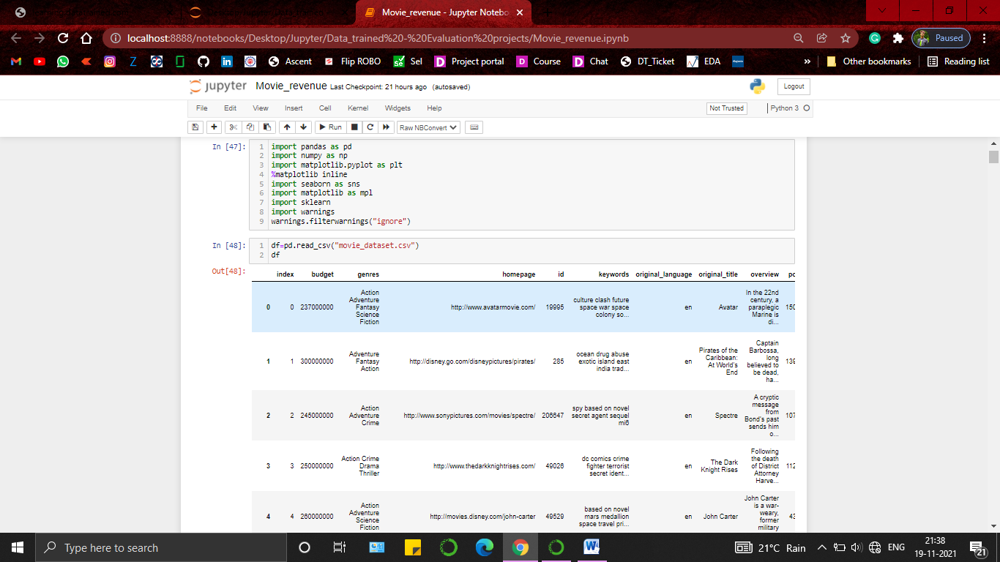 Movie_revenue - Jupyter Notebo
localhost:8888/notebooks/Desktop/Jupyter/Data_trained%20-%20Evaluation%20projects/Movie_revenue.ipynb
Paused
Ascent
Flip ROBO
Sel
Project portal
Course
Chat
DT_Ticket
EDA
»
Other bookmarks
Reading list
jupyter Movie_revenue Last Checkpoint: 21 hours ago (autosaved)
Logout
File Edit View Insert Cell Kernel Widgets Help
Not Trusted
Python 3
Run
Raw NBConvert
In [47]:
1 import pandas as pd
2 import numpy as np
3 import matplotlib.pyplot as plt
4 %matplotlib inline
5 import seaborn as sns
6 import matplotlib as mpl
7 import sklearn
8 import warnings
9 warnings.filterwarnings("ignore")
In [48]:
1 df=pd.read_csv("movie_dataset.csv")
2 df
Out[48]:
index budget genres homepage id keywords original_language original_title overview po
0 0 237000000
Action
Adventure
Fantasy
Science
Fiction
http://www.avatarmovie.com/ 19995
culture clash future
space war space
colony so...
en Avatar
In the 22nd
century, a
paraplegic
Marine is
di...
150
1 1 300000000
Adventure
Fantasy
Action
http://disney.go.com/disneypictures/pirates/ 285
ocean drug abuse
exotic island east
india trad...
en
Pirates of the
Caribbean:
At World's
End
Captain
Barbossa,
long
believed to
be dead,
ha...
139
2 2 245000000
Action
Adventure
Crime
http://www.sonypictures.com/movies/spectre/ 206647
spy based on novel
secret agent sequel
mi6
en Spectre
A cryptic
message
from
Bond's past
sends him
o...
107
3 3 250000000
Action Crime
Drama
Thriller
http://www.thedarkknightrises.com/ 49026
dc comics crime
fighter terrorist
secret ident...
en
The Dark
Knight Rises
Following
the death
of District
Attorney
Harve...
112
4 4 260000000
Action
Adventure
Science
Fiction
http://movies.disney.com/john-carter 49529
based on novel
mars medallion
space travel pri...
en John Carter
John Carter
is a war-
weary,
former
military
43
Type here to search
21°C Rain
ENG
21:38
19-11-2021
21